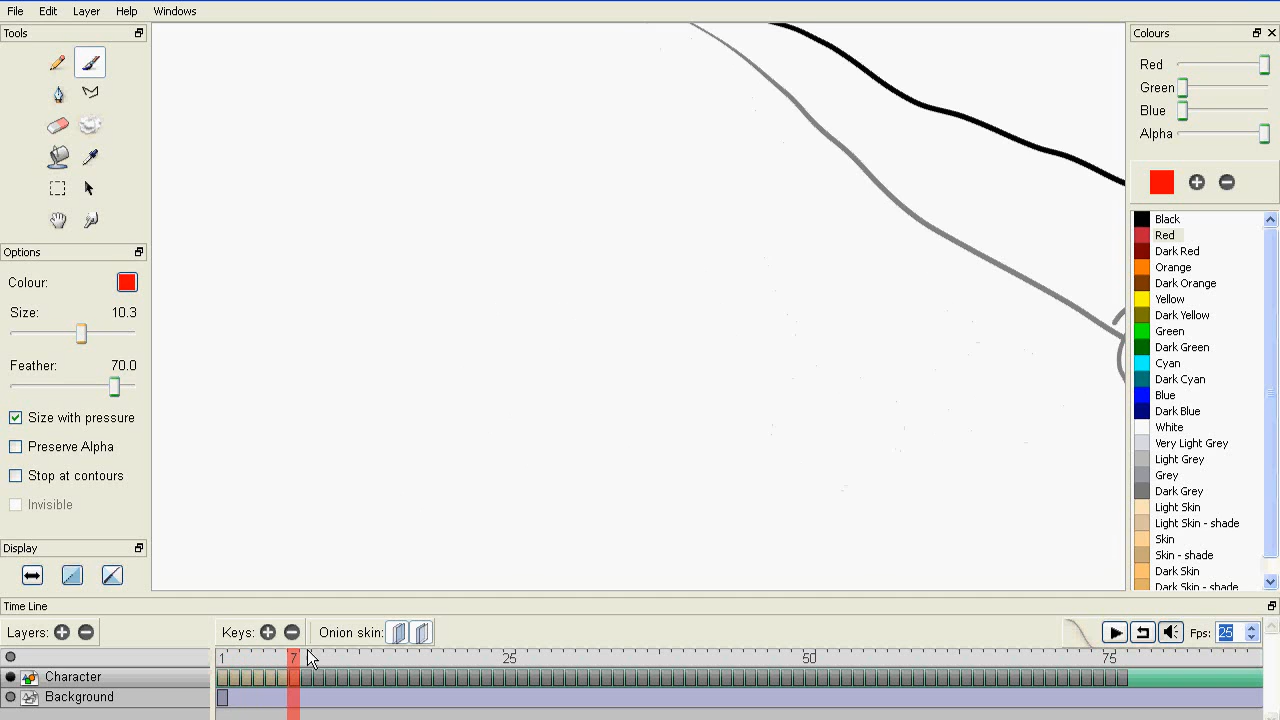 File Edit Layer Help Windows
Tools
Colours
Red
Green
Blue
Alpha
Options
Colour:
Size: 10.3
Feather: 70.0
Size with pressure
Preserve Alpha
Stop at contours
Invisible
Display
Black
Red
Dark Red
Orange
Dark Orange
Yellow
Dark Yellow
Green
Dark Green
Cyan
Dark Cyan
Blue
Dark Blue
White
Very Light Grey
Light Grey
Grey
Dark Grey
Light Skin
Light Skin - shade
Skin
Skin - shade
Dark Skin
Dark Skin - shade
Time Line
Layers: Keys: Onion skin: Fps: 25
1 7 25 50 75
Character
Background